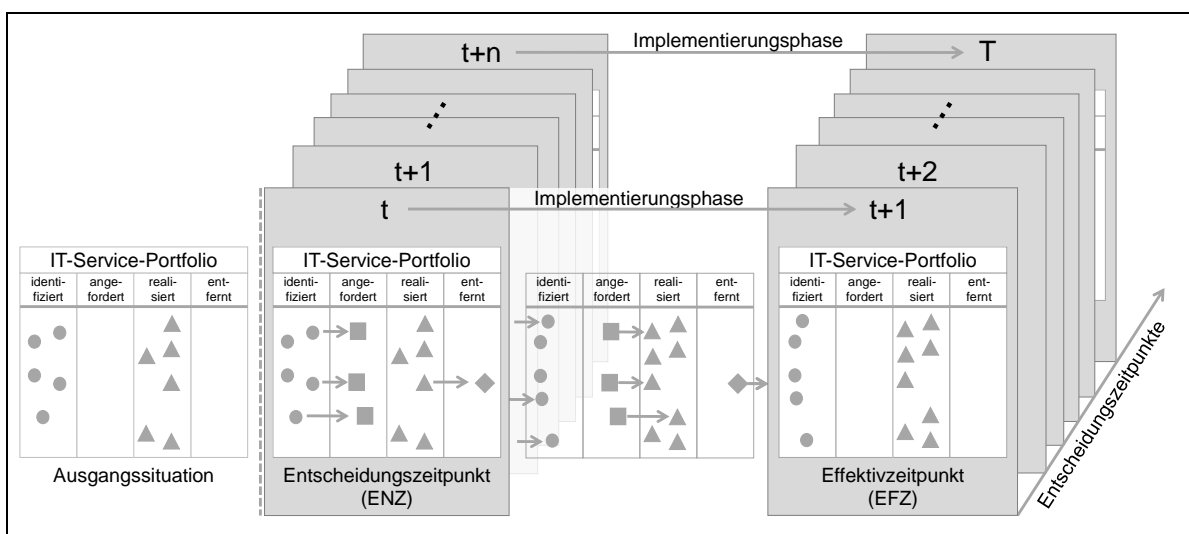 t+n
Implementierungsphase
T
t+1
t+2
t
Implementierungsphase
t+1
IT-Service-Portfolio
identi-
fiziert
ange-
fordert
reali-
siert
ent-
fernt
Ausgangssituation
IT-Service-Portfolio
identi-
fiziert
ange-
fordert
reali-
siert
ent-
fernt
Entscheidungszeitpunkt
(ENZ)
identi-
fiziert
ange-
fordert
reali-
siert
ent-
fernt
IT-Service-Portfolio
identi-
fiziert
ange-
fordert
reali-
siert
ent-
fernt
Effektivzeitpunkt
(EFZ)
Entscheidungszeitpunkte